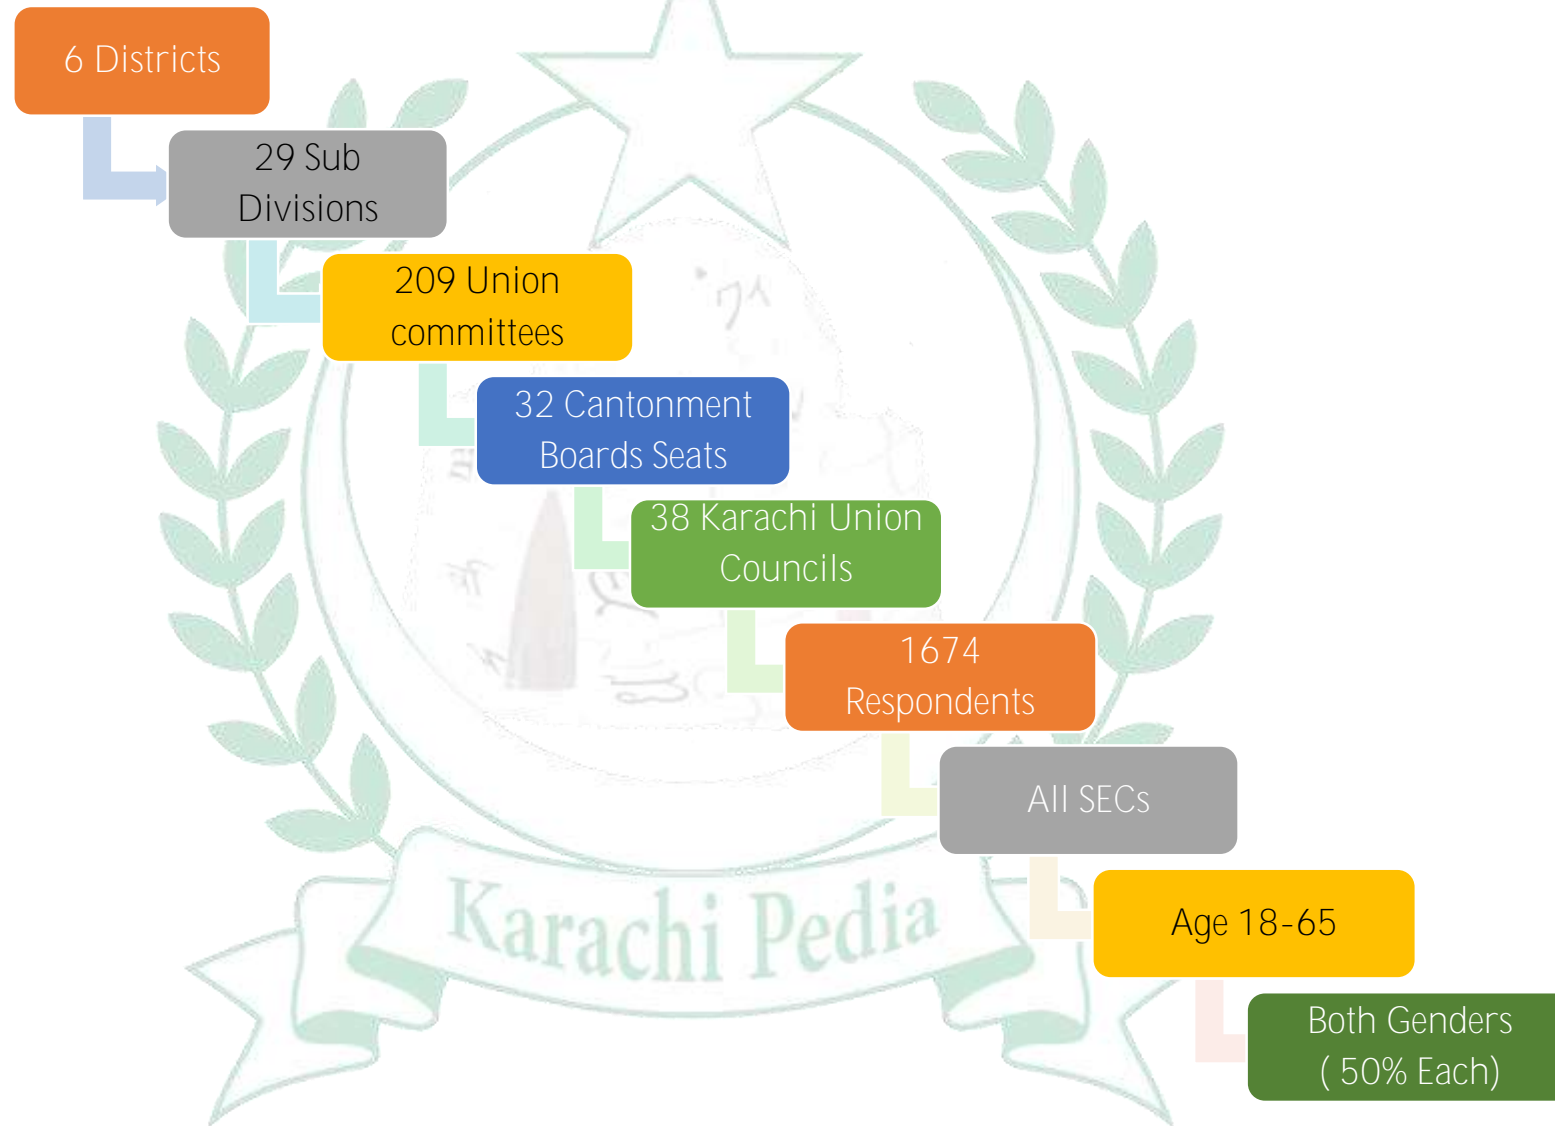 6 Districts
29 Sub
Divisions
209 Union
committees
32 Cantonment
Boards Seats
38 Karachi Union
Councils
1674
Respondents
All SECs
Age 18-65
Both Genders
( 50% Each)
Karachi Pedia